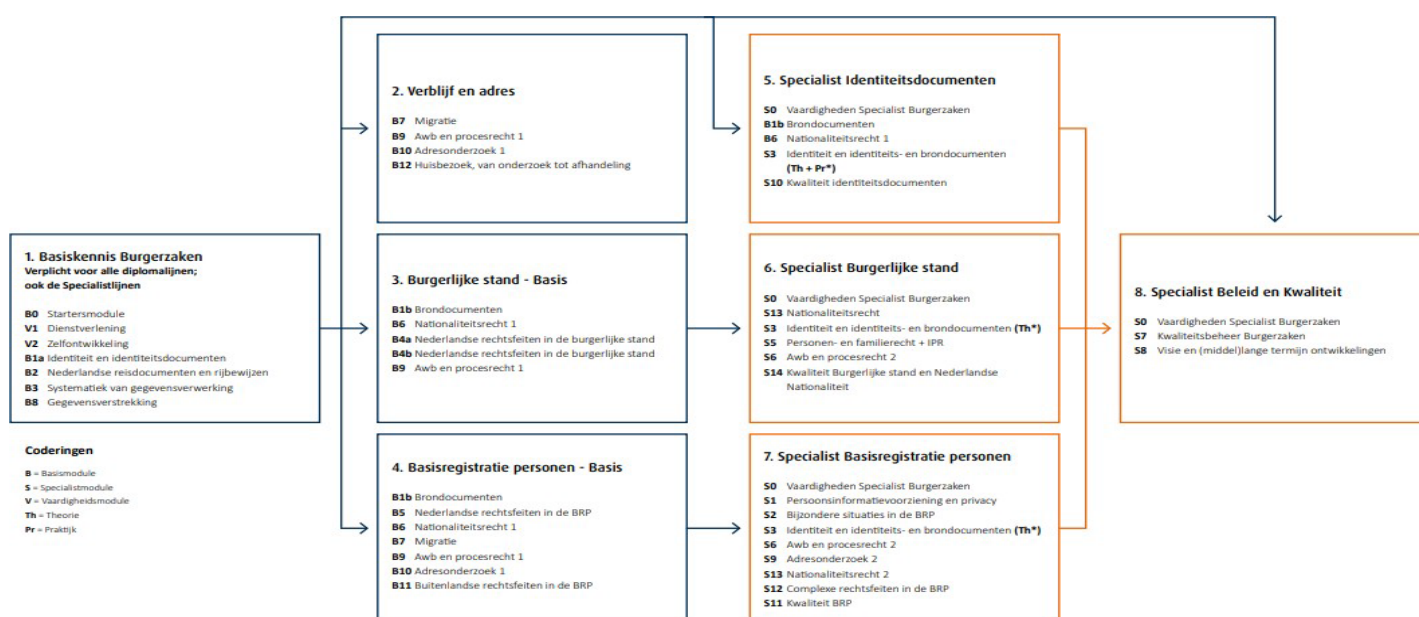 1. Basiskennis Burgerzaken
Verplicht voor alle diplomalijnen;
ook de Specialistlijnen
B0 Startersmodule
V1 Dienstverlening
V2 Zelfontwikkeling
B1a Identiteit en identiteitsdocumenten
B2 Nederlandse reisdocumenten en rijbewijzen
B3 Systematiek van gegevensverwerking
B8 Gegevensverstrekking
Coderingen
B = Basismodule
S = Specialistmodule
V = Vaardigheidsmodule
Th = Theorie
Pr = Praktijk
2. Verblijf en adres
B7 Migratie
B9 Awb en procesrecht 1
B10 Adresonderzoek 1
B12 Huisbezoek, van onderzoek tot afhandeling
3. Burgerlijke stand - Basis
B1b Brondocumenten
B6 Nationaliteitsrecht 1
B4a Nederlandse rechtsfeiten in de burgerlijke stand
B4b Nederlandse rechtsfeiten in de burgerlijke stand
B9 Awb en procesrecht 1
4. Basisregistratie personen - Basis
B1b Brondocumenten
B5 Nederlandse rechtsfeiten in de BRP
B6 Nationaliteitsrecht 1
B7 Migratie
B9 Awb en procesrecht 1
B10 Adresonderzoek 1
B11 Buitenlandse rechtsfeiten in de BRP
5. Specialist Identiteitsdocumenten
S0 Vaardigheden Specialist Burgerzaken
B1b Brondocumenten
B6 Nationaliteitsrecht 1
S3 Identiteit en identiteits- en brondocumenten
(Th + Pr*)
S10 Kwaliteit identiteitsdocumenten
6. Specialist Burgerlijke stand
S0 Vaardigheden Specialist Burgerzaken
S13 Nationaliteitsrecht
S3 Identiteit en identiteits- en brondocumenten (Th*)
S5 Personen- en familierecht + IPR
S6 Awb en procesrecht 2
S14 Kwaliteit Burgerlijke stand en Nederlandse
Nationaliteit
7. Specialist Basisregistratie personen
S0 Vaardigheden Specialist Burgerzaken
S1 Persoonsinformatievoorziening en privacy
S2 Bijzondere situaties in de BRP
S3 Identiteit en identiteits- en brondocumenten (Th*)
S6 Awb en procesrecht 2
S9 Adresonderzoek 2
S13 Nationaliteitsrecht 2
S12 Complexe rechtsfeiten in de BRP
S11 Kwaliteit BRP
8. Specialist Beleid en Kwaliteit
S0 Vaardigheden Specialist Burgerzaken
S7 Kwaliteitsbeheer Burgerzaken
S8 Visie en (middel)lange termijn ontwikkelingen